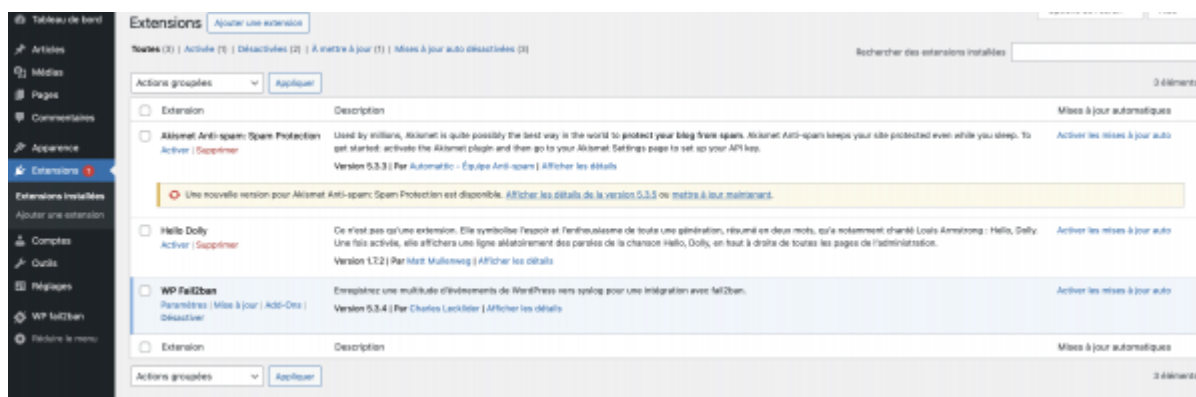 Tableau de bord
Articles
Médias
Pages
Commentaires
Apparence
Extensions 1
Extensions installées
Ajouter une extension
Comptes
Outils
Réglages
WP fail2ban
Réduire le menu
Extensions Ajouter une extension
Toutes (3) | Activée (1) | Désactivées (2) | À mettre à jour (1) | Mises à jour auto désactivées (3)
Rechercher des extensions installées
Actions groupées Appliquer
3 éléments
Extension Description Mises à jour automatiques
Akismet Anti-spam: Spam Protection
Activer | Supprimer
Used by millions, Akismet is quite possibly the best way in the world to protect your blog from spam. Akismet Anti-spam keeps your site protected even while you sleep. To
get started: activate the Akismet plugin and then go to your Akismet Settings page to set up your API key.
Version 5.3.3 | Par Automattic – Équipe Anti-spam | Afficher les détails
Activer les mises à jour auto
Une nouvelle version pour Akismet Anti-spam: Spam Protection est disponible. Afficher les détails de la version 5.3.5 ou mettre à jour maintenant.
Hello Dolly
Activer | Supprimer
Ce n'est pas qu'une extension. Elle symbolise l'espoir et l'enthousiasme de toute une génération, résumé en deux mots, qu'a notamment chanté Louis Armstrong : Hello, Dolly.
Une fois activée, elle affichera une ligne aléatoirement des paroles de la chanson Hello, Dolly, en haut à droite de toutes les pages de l'administration.
Version 1.7.2 | Par Matt Mullenweg | Afficher les détails
Activer les mises à jour auto
WP Fail2ban
Paramètres | Mise à jour | Add-Ons |
Désactiver
Enregistrez une multitude d'évènements de WordPress vers syslog pour une intégration avec fail2ban.
Version 5.3.4 | Par Charles Lecklider | Afficher les détails
Activer les mises à jour auto
Extension Description Mises à jour automatiques
Actions groupées Appliquer
3 éléments